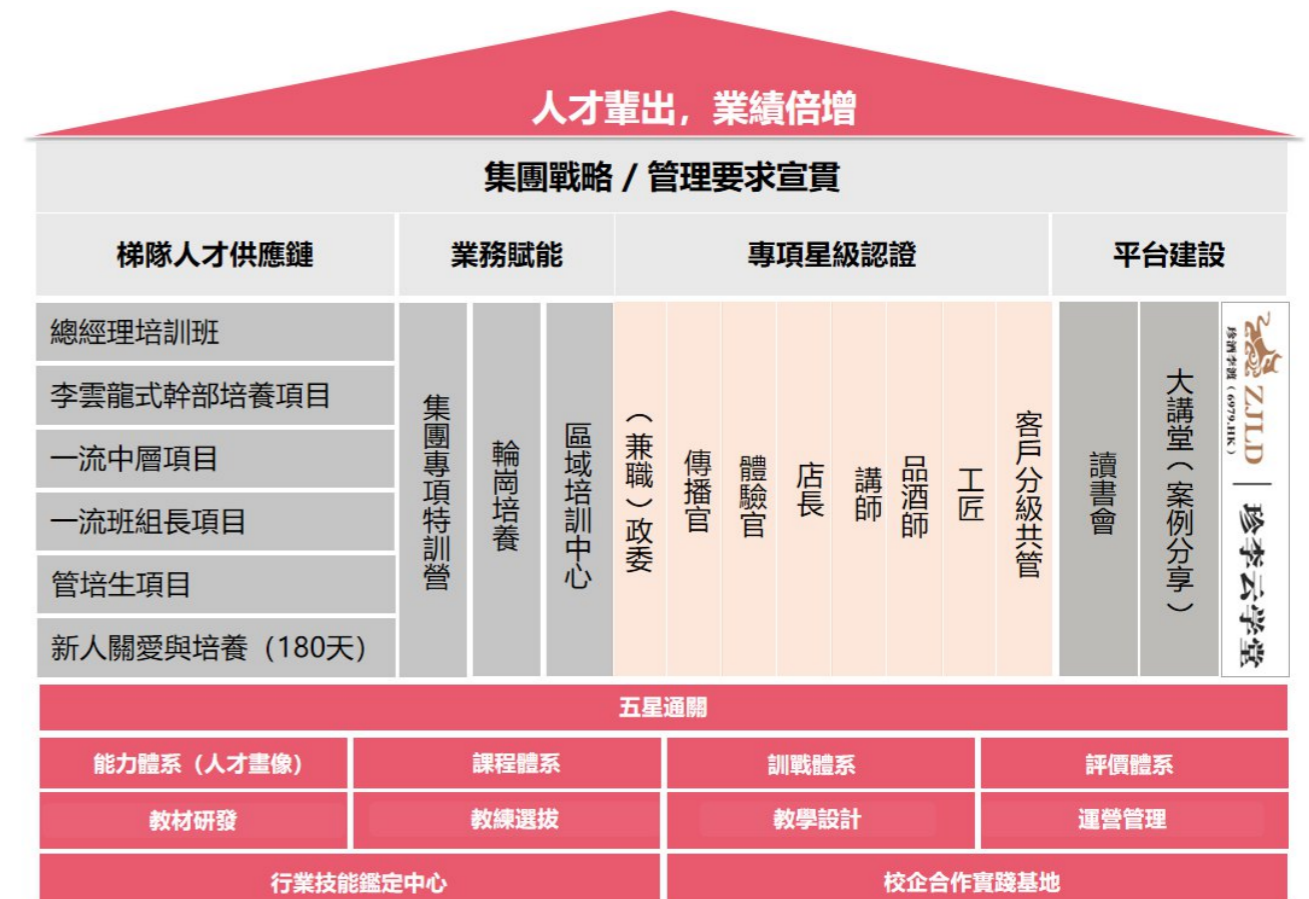 人才輩出，業績倍增
集團戰略 / 管理要求宣貫
梯隊人才供應鏈
業務賦能
專項星級認證
平台建設
總經理培訓班
李雲龍式幹部培養項目
一流中層項目
一流班組長項目
管培生項目
新人關愛與培養（180天）
集團專項特訓營
輪崗培養
區域培訓中心
（兼職）政委
傳播官
體驗官
店長
講師
品酒師
工匠
客戶分級共管
讀書會
大講堂（案例分享）
ZJLD
珍酒李渡（6979.HK）
珍李云学堂
五星通關
能力體系（人才畫像）
課程體系
訓戰體系
評價體系
教材研發
教練選拔
教學設計
運營管理
行業技能鑑定中心
校企合作實踐基地